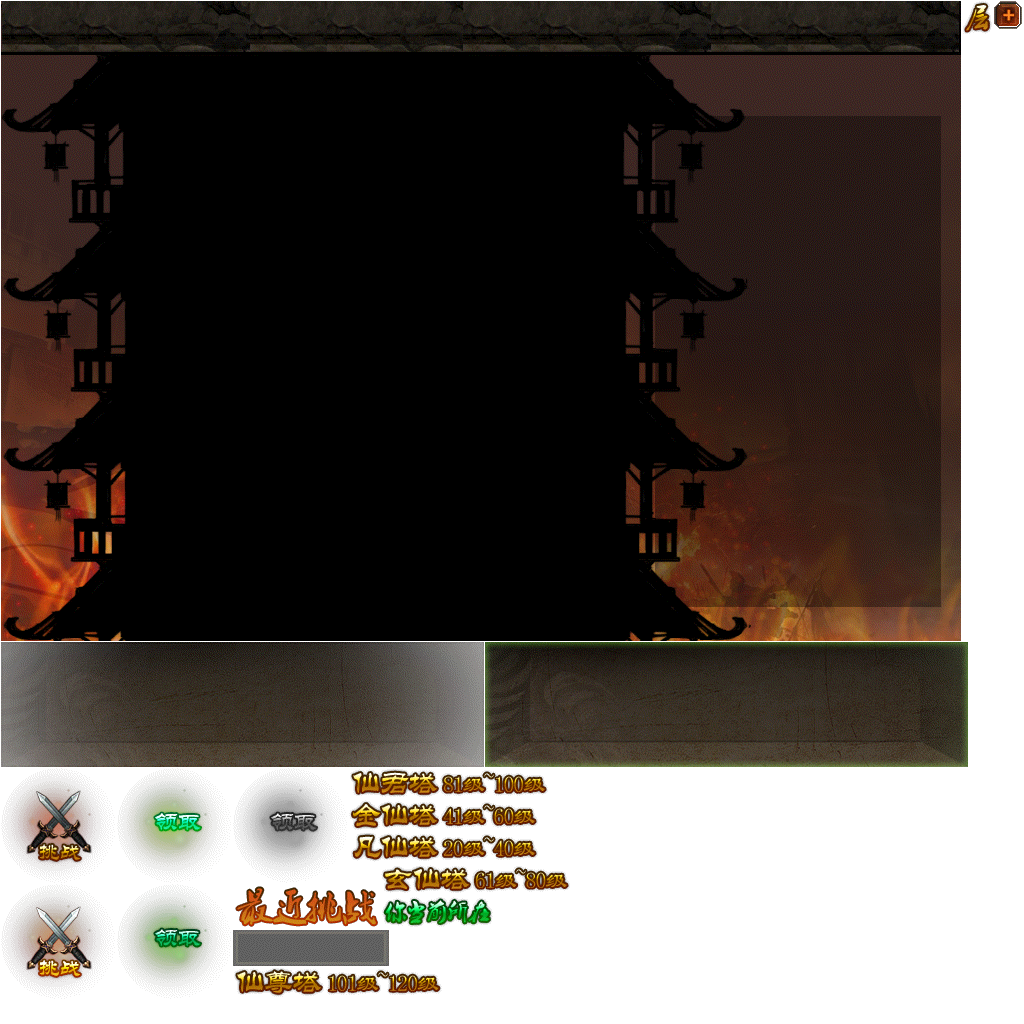 层
仙君塔 81级~100级
金仙塔 41级~60级
凡仙塔 20级~40级
玄仙塔 61级~80级
挑战
领取
领取
最近挑战
你当前所在
挑战
领取
仙尊塔 101级~120级